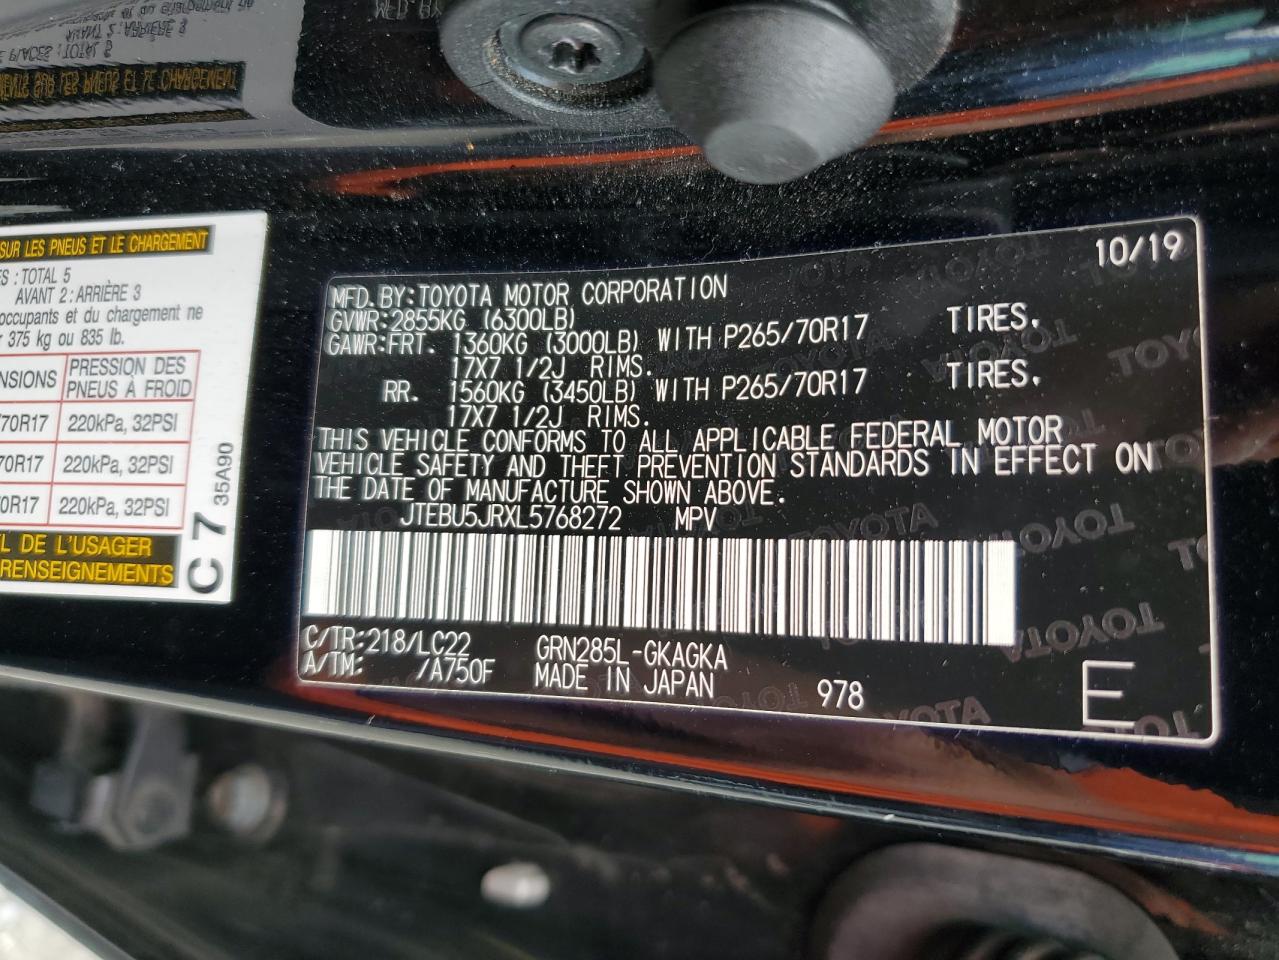 SUR LES PNEUS ET LE CHARGEMENT
ES : TOTAL 5
AVANT 2 : ARRIÈRE 3
occupants et du chargement ne
r 375 kg ou 835 lb.
NSIONS PRESSION DES PNEUS À FROID
/70R17 220kPa, 32PSI
70R17 220kPa, 32PSI
0R17 220kPa, 32PSI
EL DE L'USAGER
RENSEIGNEMENTS
C 7 35A90
10/19
MFD.BY:TOYOTA MOTOR CORPORATION
GVWR:2855KG (6300LB)
GAWR:FRT. 1360KG (3000LB) WITH P265/70R17 TIRES.
17X7 1/2J RIMS.
RR. 1560KG (3450LB) WITH P265/70R17 TIRES.
17X7 1/2J RIMS.
THIS VEHICLE CONFORMS TO ALL APPLICABLE FEDERAL MOTOR
VEHICLE SAFETY AND THEFT PREVENTION STANDARDS IN EFFECT ON
THE DATE OF MANUFACTURE SHOWN ABOVE.
JTEBU5JRXL5768272 MPV
C/TR:218/LC22 GRN285L-GKAGKA
A/TM: /A750F MADE IN JAPAN 978 E